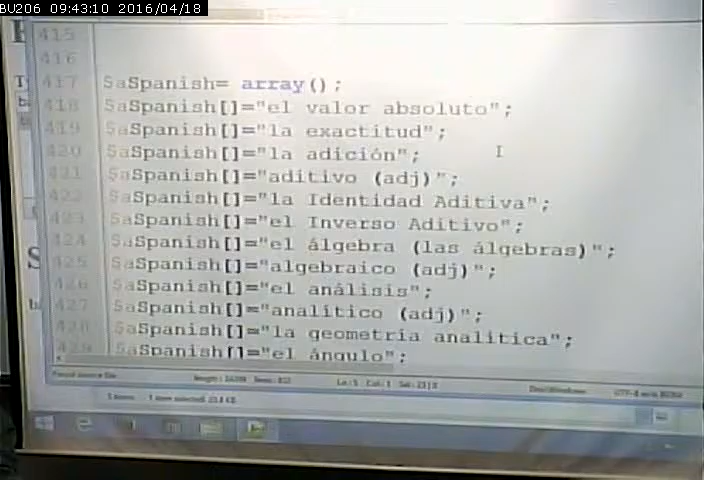 BU206 09:43:10 2016/04/18
415
416
417 $aSpanish= array();
418 $aSpanish[]="el valor absoluto";
419 $aSpanish[]="la exactitud";
420 $aSpanish[]="la adición";
421 $aSpanish[]="aditivo (adj)";
422 $aSpanish[]="la Identidad Aditiva";
423 $aSpanish[]="el Inverso Aditivo";
424 $aSpanish[]="el álgebra (las álgebras)";
425 $aSpanish[]="algebraico (adj)";
426 $aSpanish[]="el análisis";
427 $aSpanish[]="analítico (adj)";
428 $aSpanish[]="la geometría analítica";
429 $aSpanish[]="el ángulo";